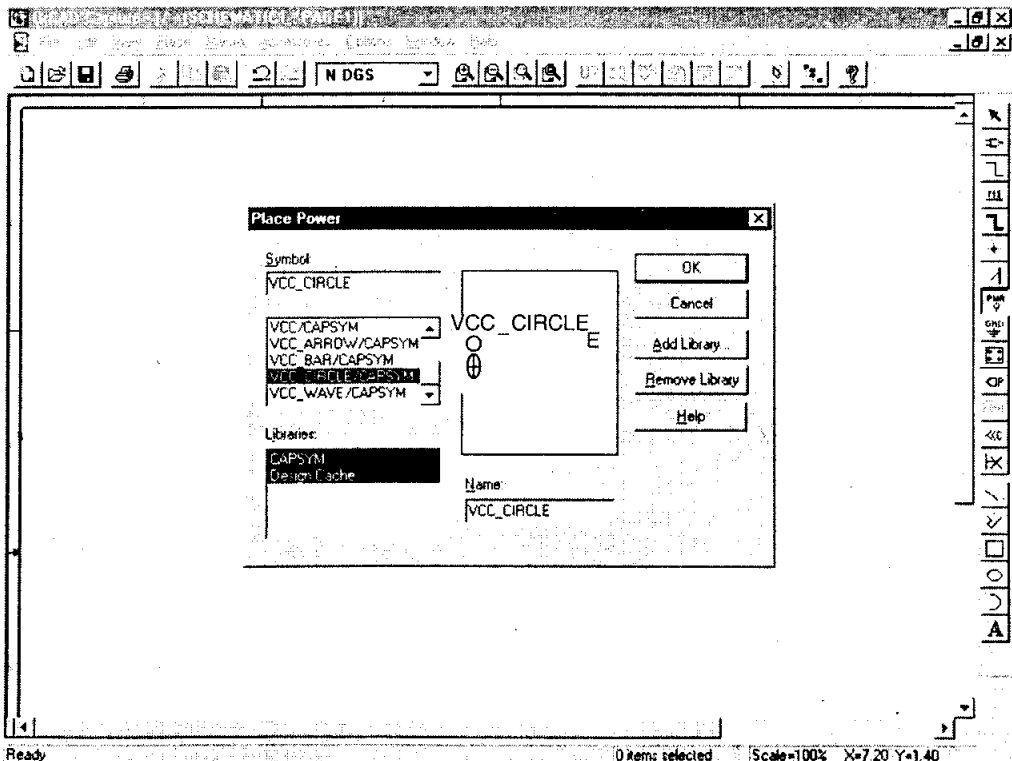 N DGS
Place Power
Symbol:
VCC_CIRCLE
VCC/CAPSYM
VCC_ARROW/CAPSYM
VCC_BAR/CAPSYM
VCC_CIRCLE/CAPSYM
VCC_WAVE/CAPSYM
Libraries:
CAPSYM
Design Cache
VCC_CIRCLE
E
Name:
VCC_CIRCLE
OK
Cancel
Add Library...
Remove Library
Help
PWR
GND
A
Ready
0 items selected
Scale=100% X=7.20 Y=1.40